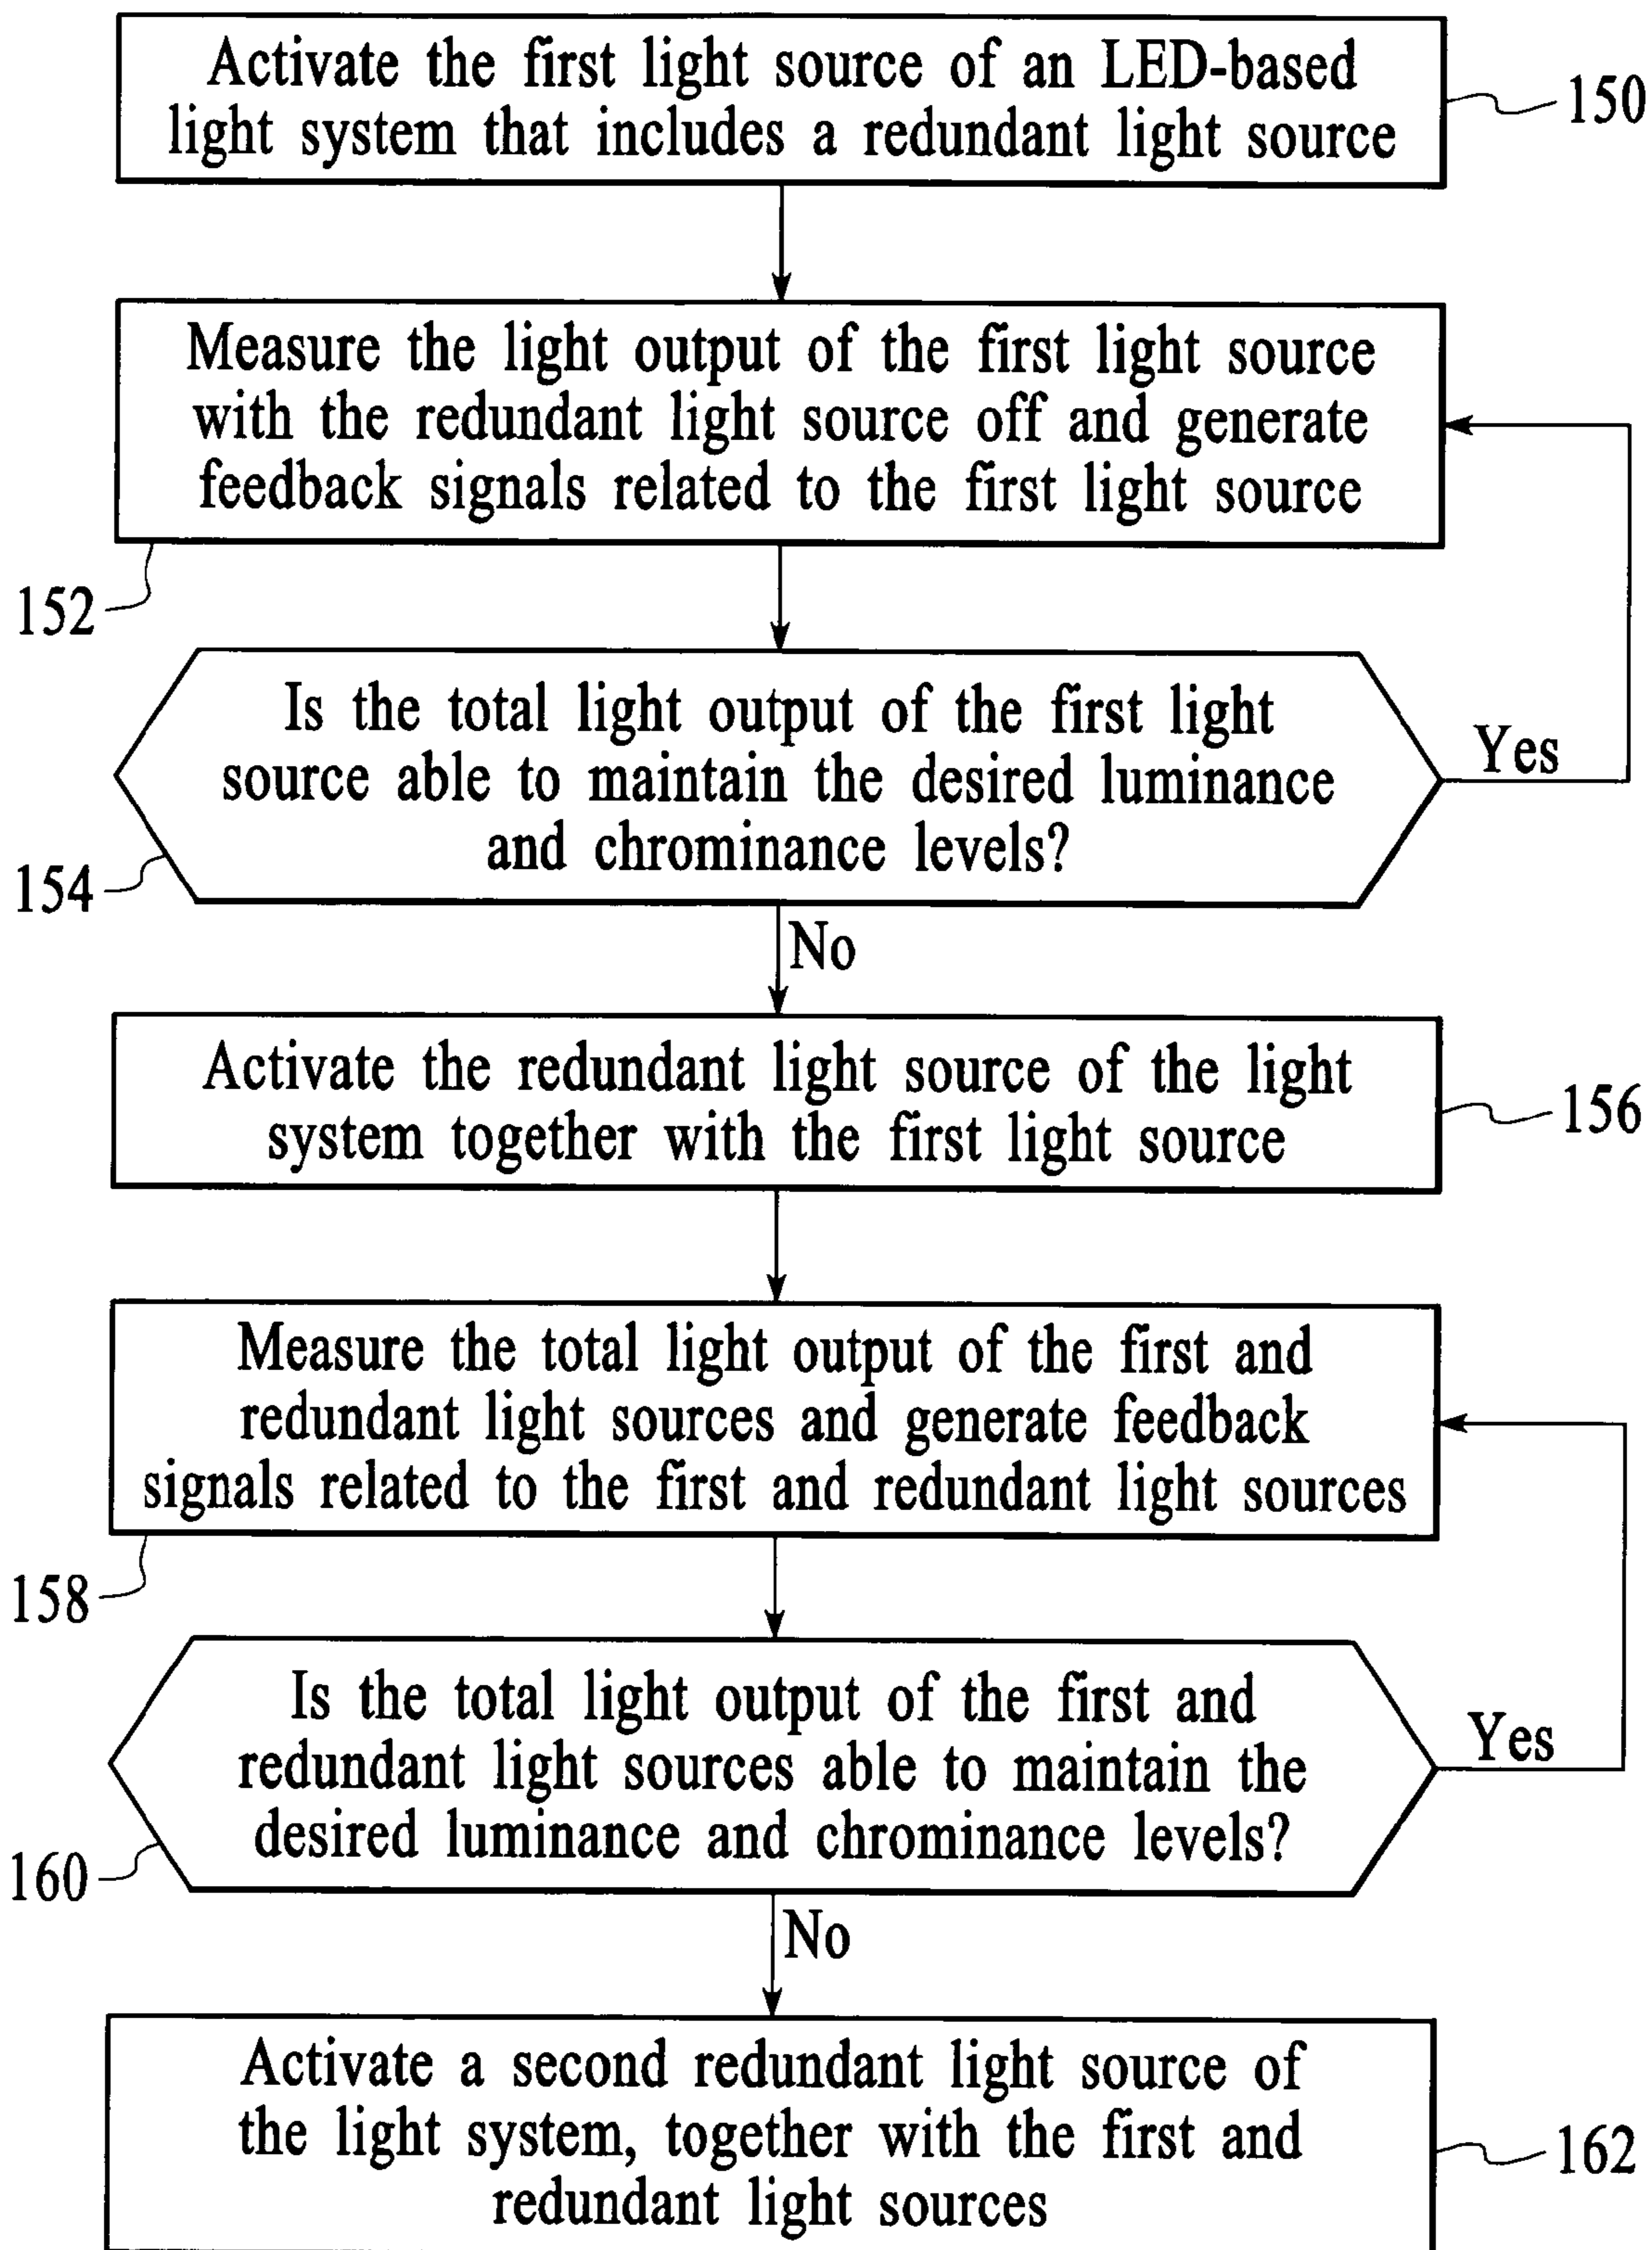 Activate the first light source of an LED-based
light system that includes a redundant light source
150
Measure the light output of the first light source
with the redundant light source off and generate
feedback signals related to the first light source
152
Is the total light output of the first light
source able to maintain the desired luminance
and chrominance levels?
Yes
154
No
Activate the redundant light source of the light
system together with the first light source
156
Measure the total light output of the first and
redundant light sources and generate feedback
signals related to the first and redundant light sources
158
Is the total light output of the first and
redundant light sources able to maintain the
desired luminance and chrominance levels?
Yes
160
No
Activate a second redundant light source of
the light system, together with the first and
redundant light sources
162